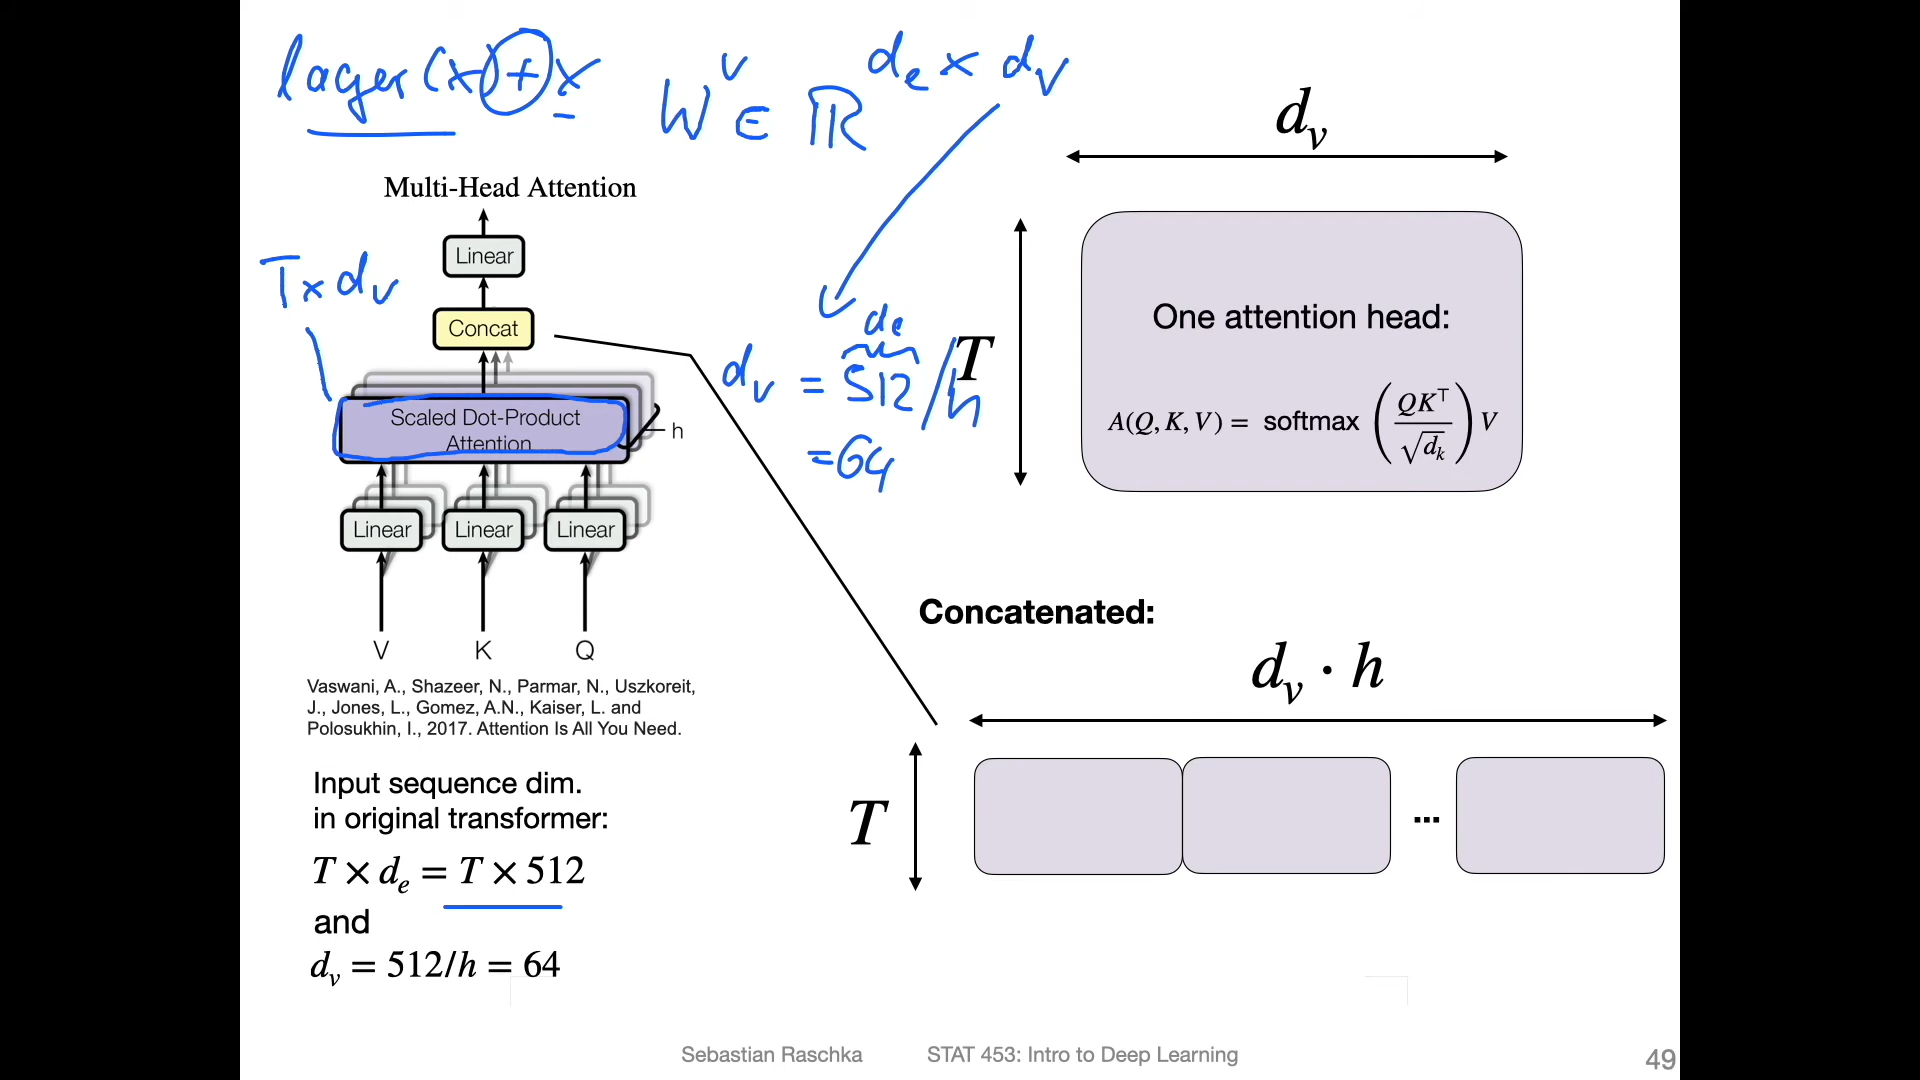 layer(x) + x
W^v ∈ ℝ^{d_e × d_v}
d_v
Multi-Head Attention
Linear
T × d_v
Concat
Scaled Dot-Product
Attention
h
Linear
Linear
Linear
V
K
Q
d_e
d_v = 512/h
= 64
T
One attention head:
A(Q, K, V) = softmax (QK^⊤ / √d_k) V
Vaswani, A., Shazeer, N., Parmar, N., Uszkoreit,
J., Jones, L., Gomez, A.N., Kaiser, L. and
Polosukhin, I., 2017. Attention Is All You Need.
Concatenated:
d_v · h
T
...
Input sequence dim.
in original transformer:
T × d_e = T × 512
and
d_v = 512/h = 64
Sebastian Raschka
STAT 453: Intro to Deep Learning
49